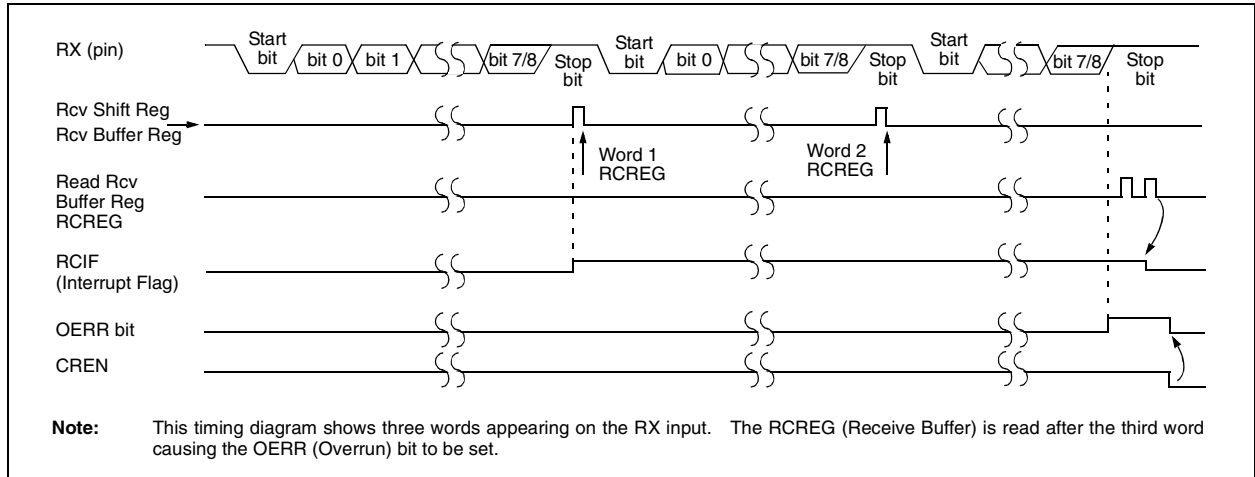 RX (pin)
Start
bit
bit 0
bit 1
bit 7/8
Stop
bit
Start
bit
bit 0
bit 7/8
Stop
bit
Start
bit
bit 7/8
Stop
bit
Rcv Shift Reg
Rcv Buffer Reg
Word 1
RCREG
Word 2
RCREG
Read Rcv
Buffer Reg
RCREG
RCIF
(Interrupt Flag)
OERR bit
CREN
Note: This timing diagram shows three words appearing on the RX input. The RCREG (Receive Buffer) is read after the third word
causing the OERR (Overrun) bit to be set.